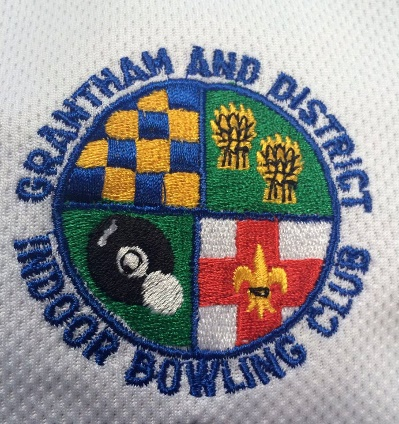 GRANTHAM AND DISTRICT
INDOOR BOWLING CLUB